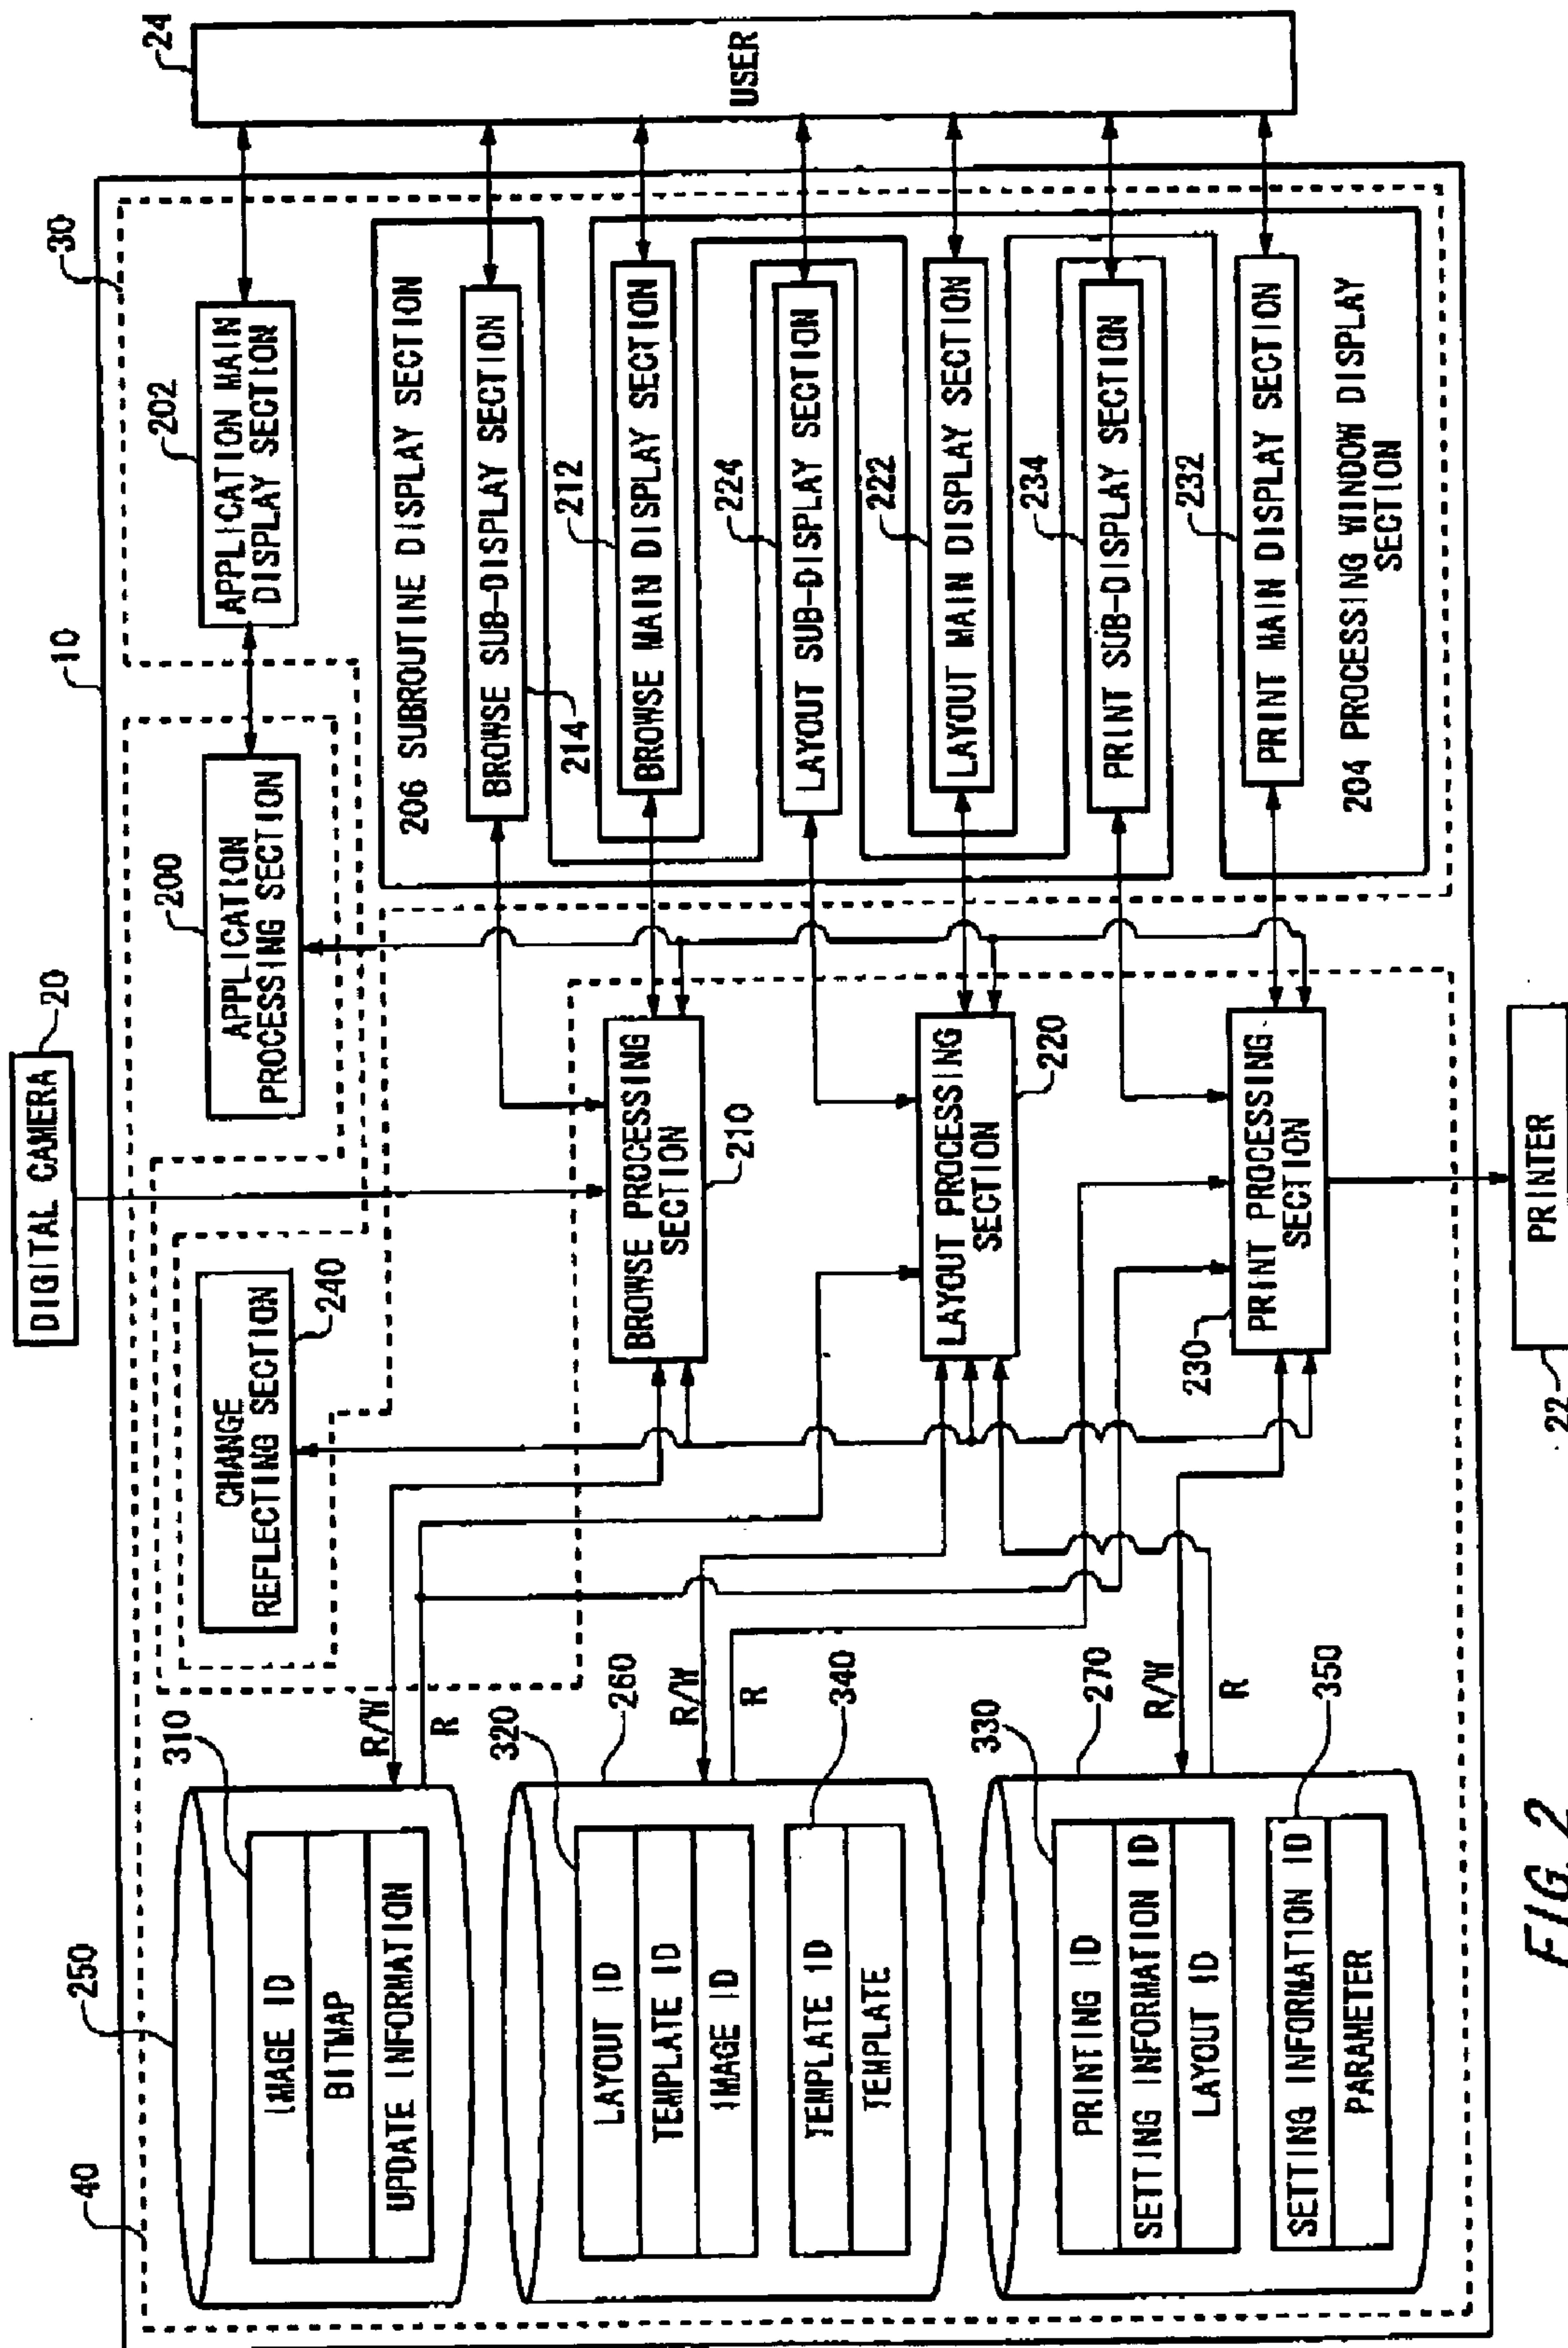 DIGITAL CAMERA
20
10
30
24
USER
40
CHANGE
REFLECTING SECTION
240
200
APPLICATION
PROCESSING SECTION
202
APPLICATION MAIN
DISPLAY SECTION
250
310
IMAGE ID
BITMAP
UPDATE INFORMATION
R/W
R
206 SUBROUTINE DISPLAY SECTION
BROWSE SUB-DISPLAY SECTION
214
212
BROWSE MAIN DISPLAY SECTION
BROWSE PROCESSING
SECTION
210
320
260
LAYOUT ID
TEMPLATE ID
IMAGE ID
R/W
R
340
TEMPLATE ID
TEMPLATE
224
LAYOUT SUB-DISPLAY SECTION
222
LAYOUT MAIN DISPLAY SECTION
LAYOUT PROCESSING
SECTION
220
330
270
PRINTING ID
SETTING INFORMATION ID
LAYOUT ID
R/W
R
350
SETTING INFORMATION ID
PARAMETER
234
PRINT SUB-DISPLAY SECTION
232
PRINT MAIN DISPLAY SECTION
230
PRINT PROCESSING
SECTION
204 PROCESSING WINDOW DISPLAY
SECTION
22
PRINTER
FIG. 2